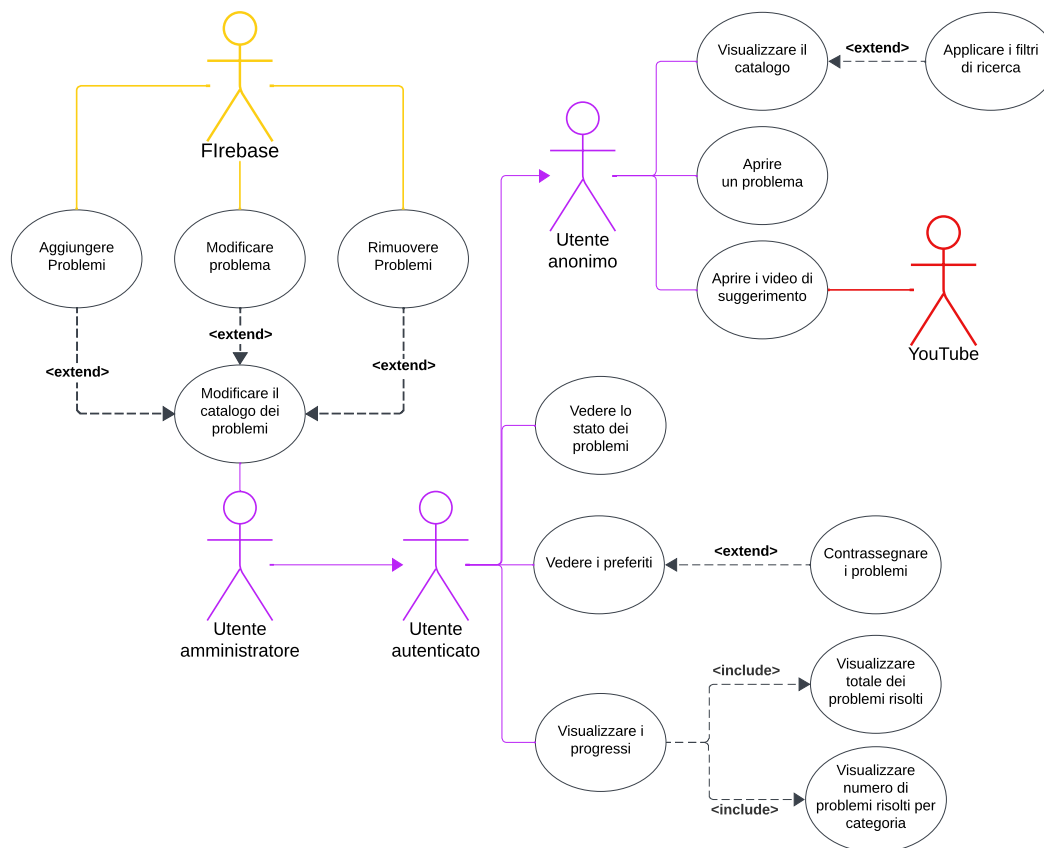 FIrebase
Aggiungere
Problemi
Modificare
problema
Rimuovere
Problemi
<extend>
<extend>
<extend>
Modificare il
catalogo dei
problemi
Utente
amministratore
Utente
autenticato
Utente
anonimo
Visualizzare il
catalogo
<extend>
Applicare i filtri
di ricerca
Aprire
un problema
Aprire i video di
suggerimento
YouTube
Vedere lo
stato dei
problemi
Vedere i preferiti
<extend>
Contrassegnare
i problemi
Visualizzare i
progressi
<include>
Visualizzare
totale dei
problemi risolti
<include>
Visualizzare
numero di
problemi risolti per
categoria